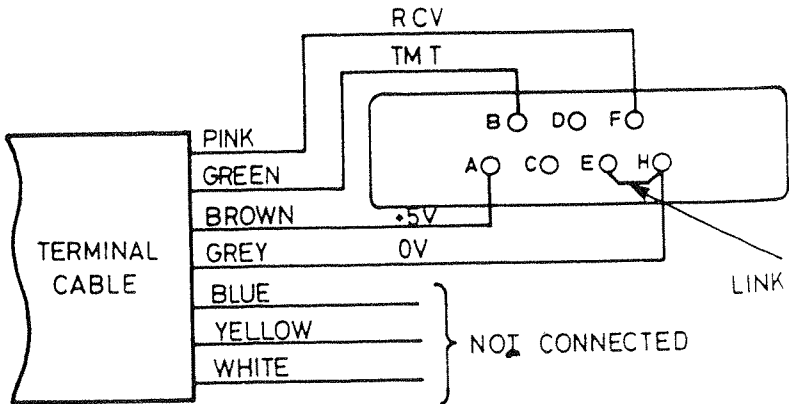 RCV
TMT
B D F
PINK
A C E H
GREEN
BROWN +5V
TERMINAL CABLE
GREY 0V
LINK
BLUE
YELLOW
NOT CONNECTED
WHITE